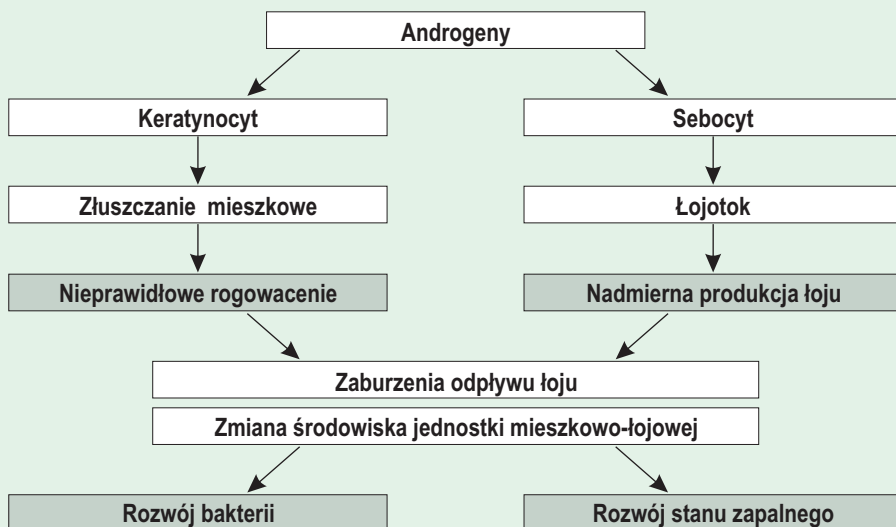 Androgeny
Keratynocyt
Sebocyt
Złuszczanie mieszkowe
Łojotok
Nieprawidłowe rogowacenie
Nadmierna produkcja łoju
Zaburzenia odpływu łoju
Zmiana środowiska jednostki mieszkowo-łojowej
Rozwój bakterii
Rozwój stanu zapalnego